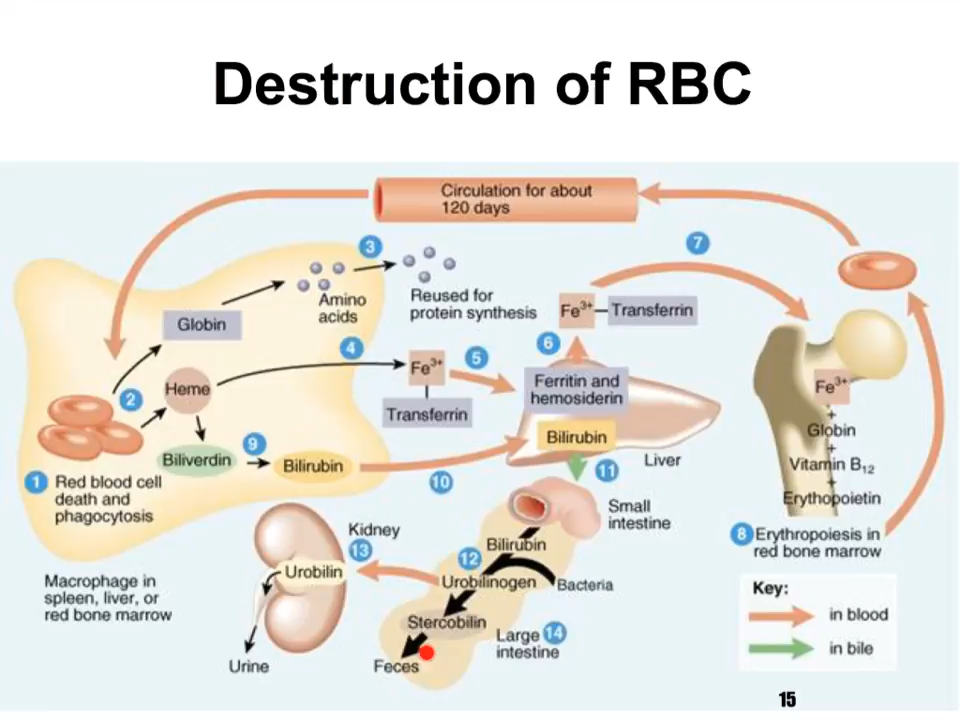 Destruction of RBC
Circulation for about
120 days
7
3
Amino
acids
Reused for
protein synthesis
Fe3+
Transferrin
Globin
4
6
5
Fe3+
Transferrin
Ferritin and
hemosiderin
Fe3+
+
Globin
+
Vitamin B12
+
Erythopoietin
2
Heme
Biliverdin
9
Bilirubin
10
Bilirubin
Liver
11
1 Red blood cell
death and
phagocytosis
Small
intestine
8 Erythropoiesis in
red bone marrow
Kidney
13
Bilirubin
12
Urobilin
Urobilinogen
Bacteria
Macrophage in
spleen, liver, or
red bone marrow
Stercobilin
Large 14
intestine
Urine
Feces
Key:
in blood
in bile
15